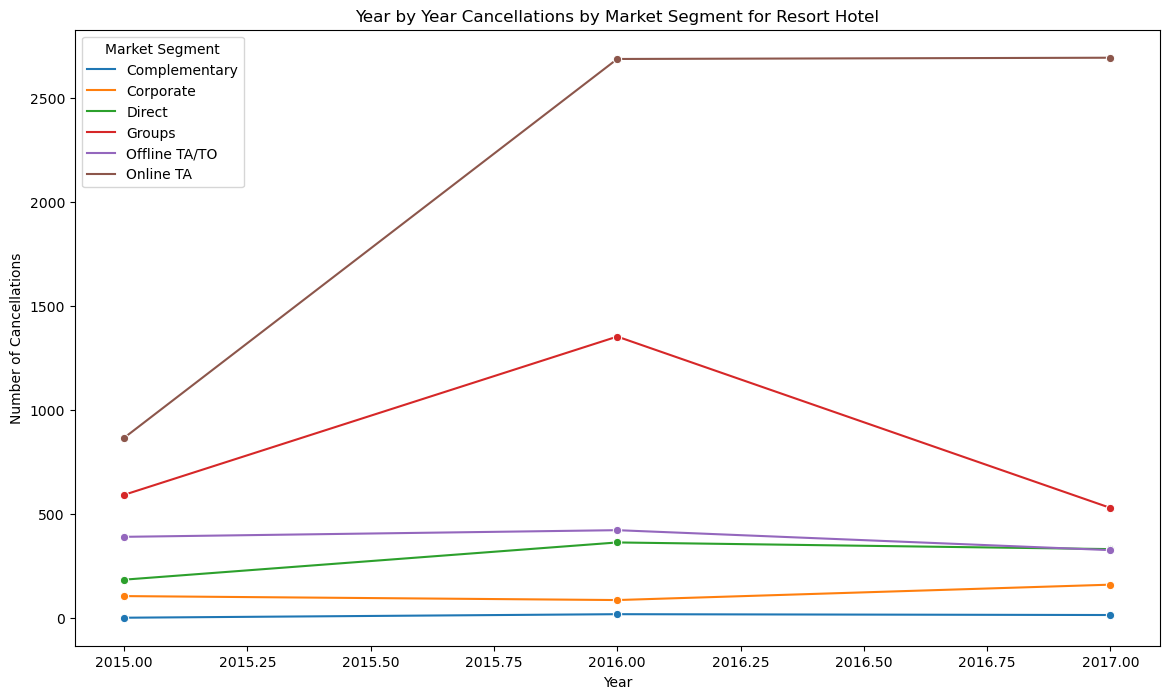 Year by Year Cancellations by Market Segment for Resort Hotel
Market Segment
Complementary
Corporate
Direct
Groups
Offline TA/TO
Online TA
Number of Cancellations
2500
2000
1500
1000
500
0
2015.00 2015.25 2015.50 2015.75 2016.00 2016.25 2016.50 2016.75 2017.00
Year